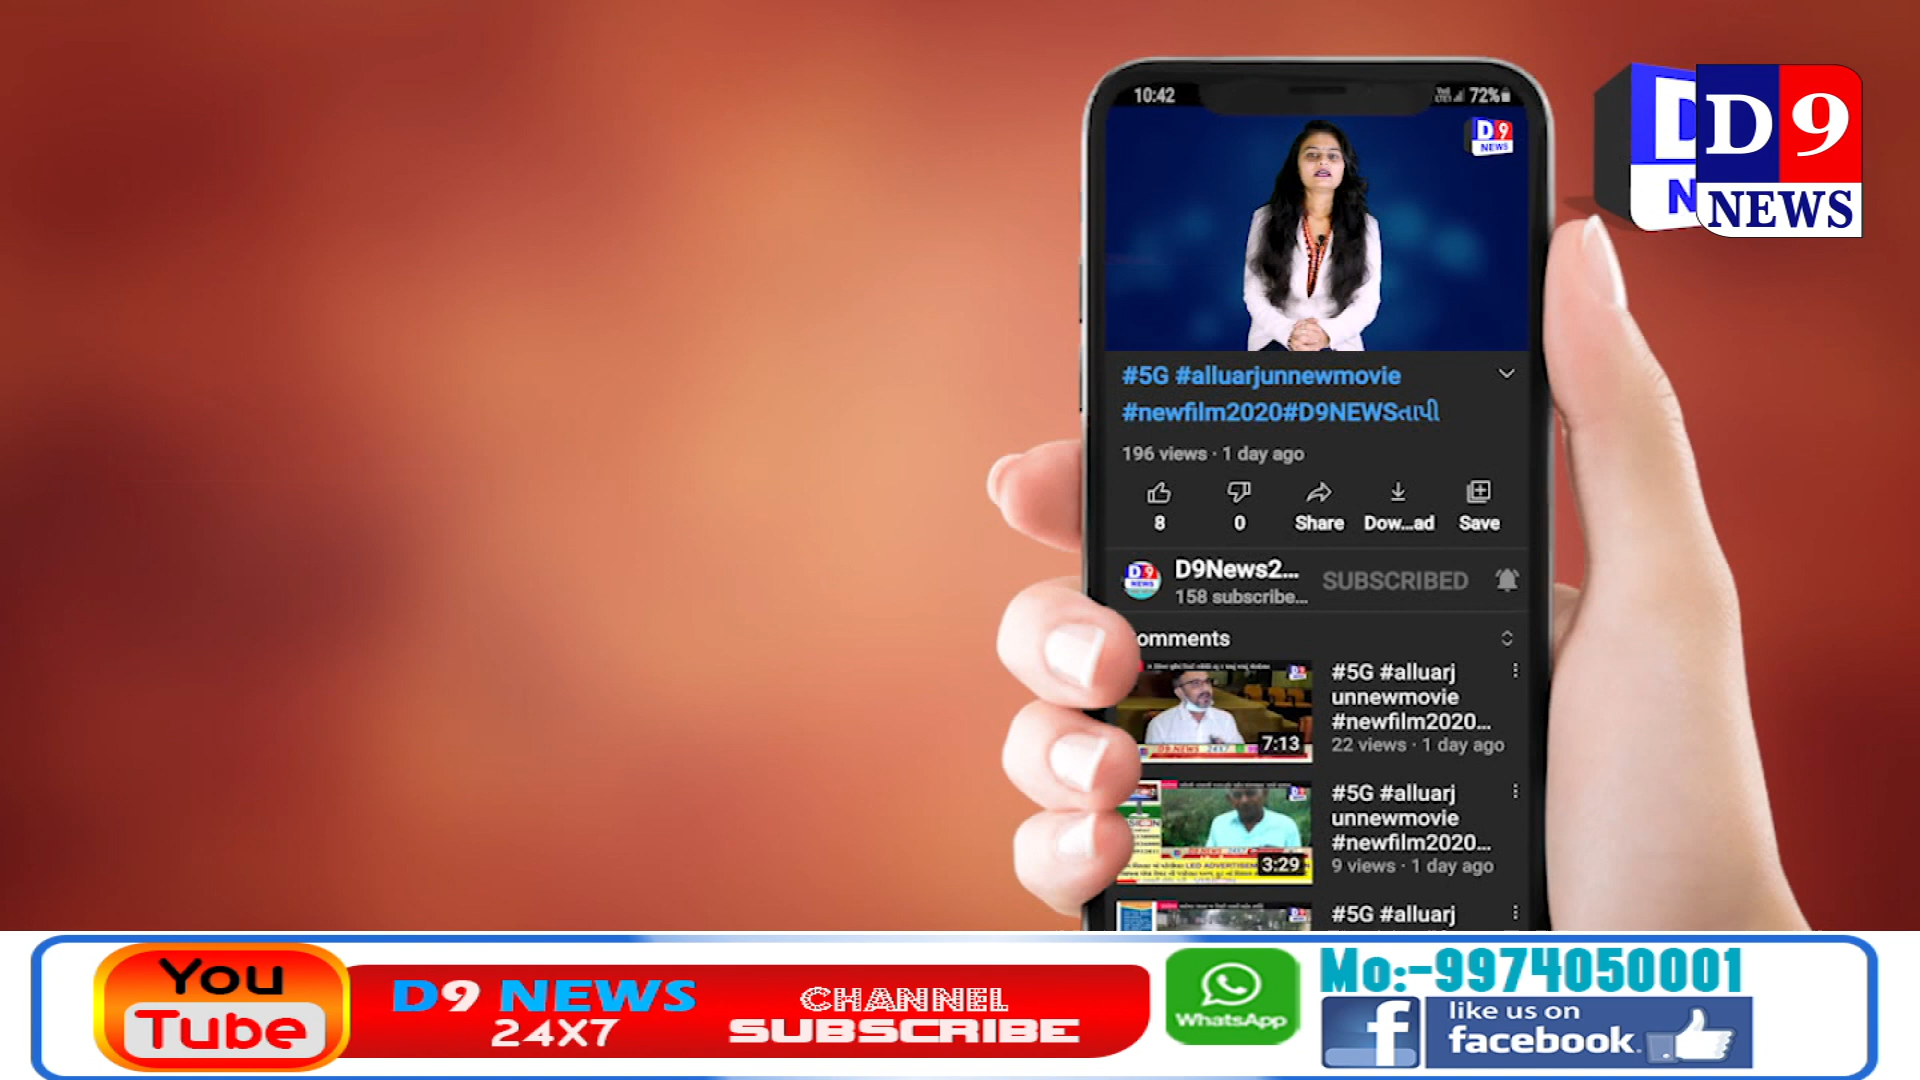 10:42
72%
D9
NEWS
D
N
D9
NEWS
#5G #alluarjunnewmovie
#newfilm2020#D9NEWSતાપી
196 views · 1 day ago
8
0
Share
Dow...ad
Save
D9News2...
SUBSCRIBED
158 subscribe...
omments
#5G #alluarj
unnewmovie
#newfilm2020...
22 views · 1 day ago
7:13
#5G #alluarj
unnewmovie
#newfilm2020...
9 views · 1 day ago
LED ADVERTISEM
3:29
#5G #alluarj
You
Tube
D9 NEWS
24X7
CHANNEL
SUBSCRIBE
WhatsApp
Mo:-9974050001
f
like us on
facebook.